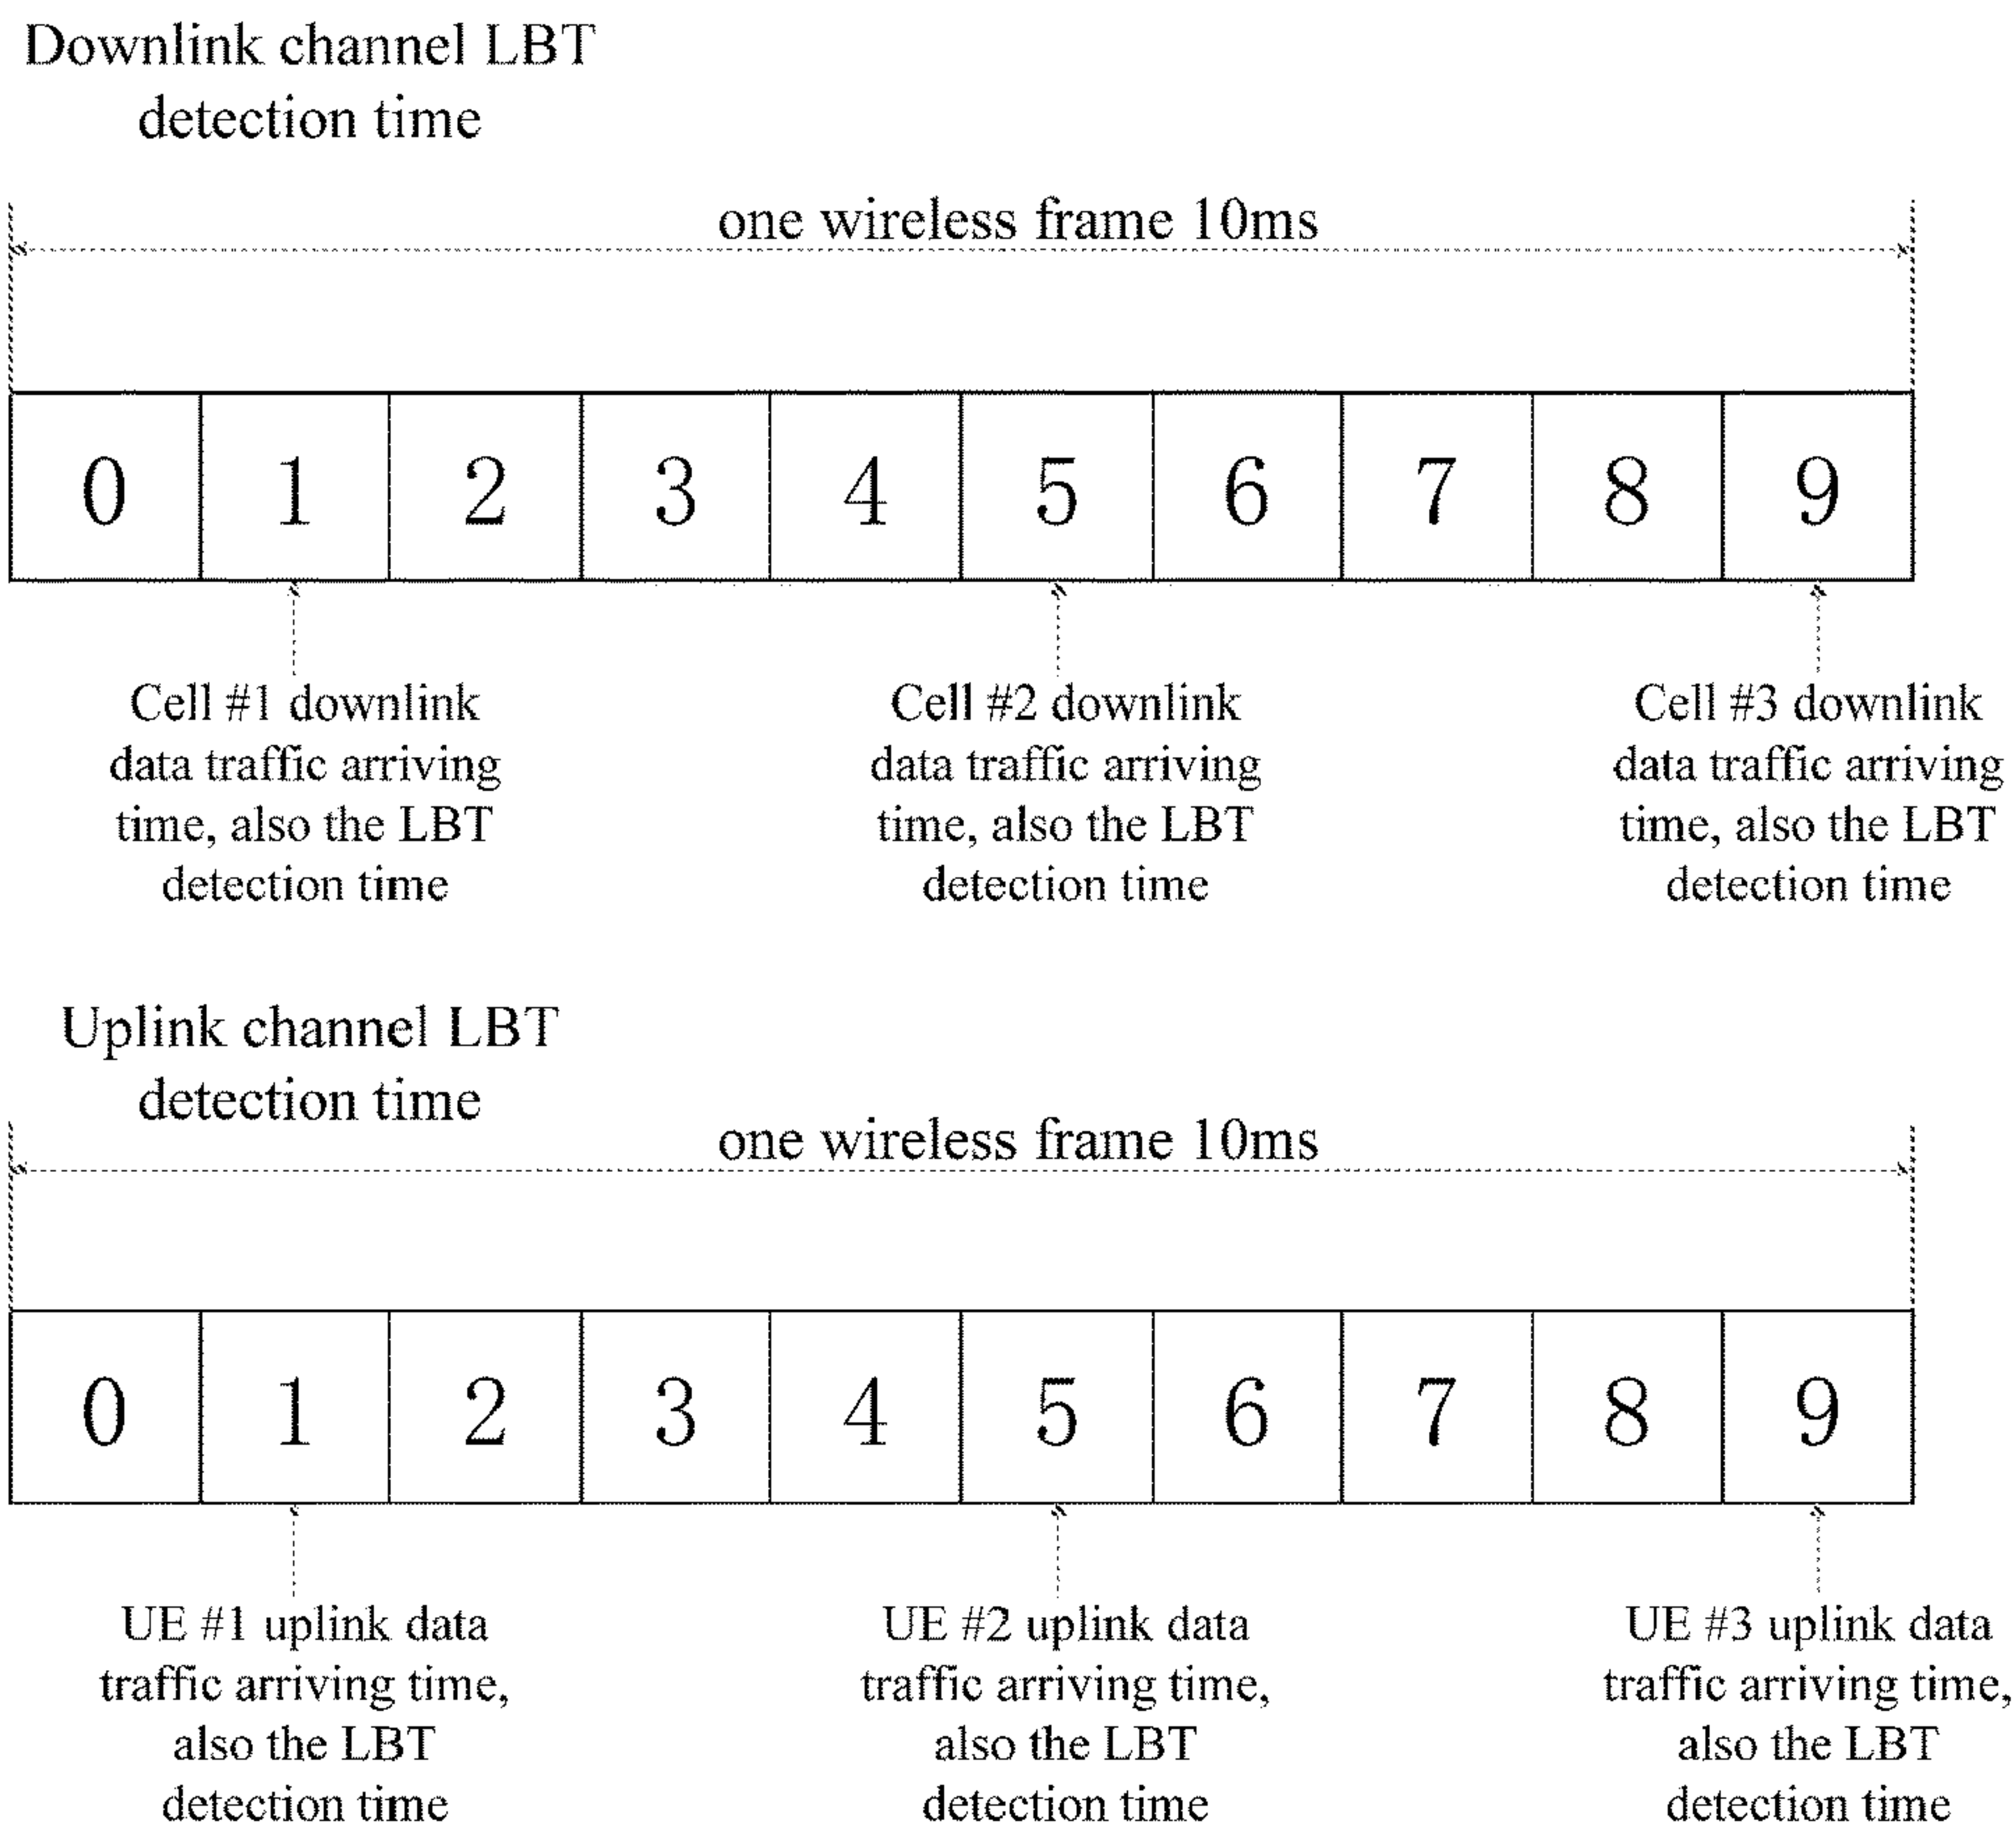 Downlink channel LBT
detection time
one wireless frame 10ms
0 1 2 3 4 5 6 7 8 9
Cell #1 downlink
data traffic arriving
time, also the LBT
detection time
Cell #2 downlink
data traffic arriving
time, also the LBT
detection time
Cell #3 downlink
data traffic arriving
time, also the LBT
detection time
Uplink channel LBT
detection time
one wireless frame 10ms
0 1 2 3 4 5 6 7 8 9
UE #1 uplink data
traffic arriving time,
also the LBT
detection time
UE #2 uplink data
traffic arriving time,
also the LBT
detection time
UE #3 uplink data
traffic arriving time,
also the LBT
detection time